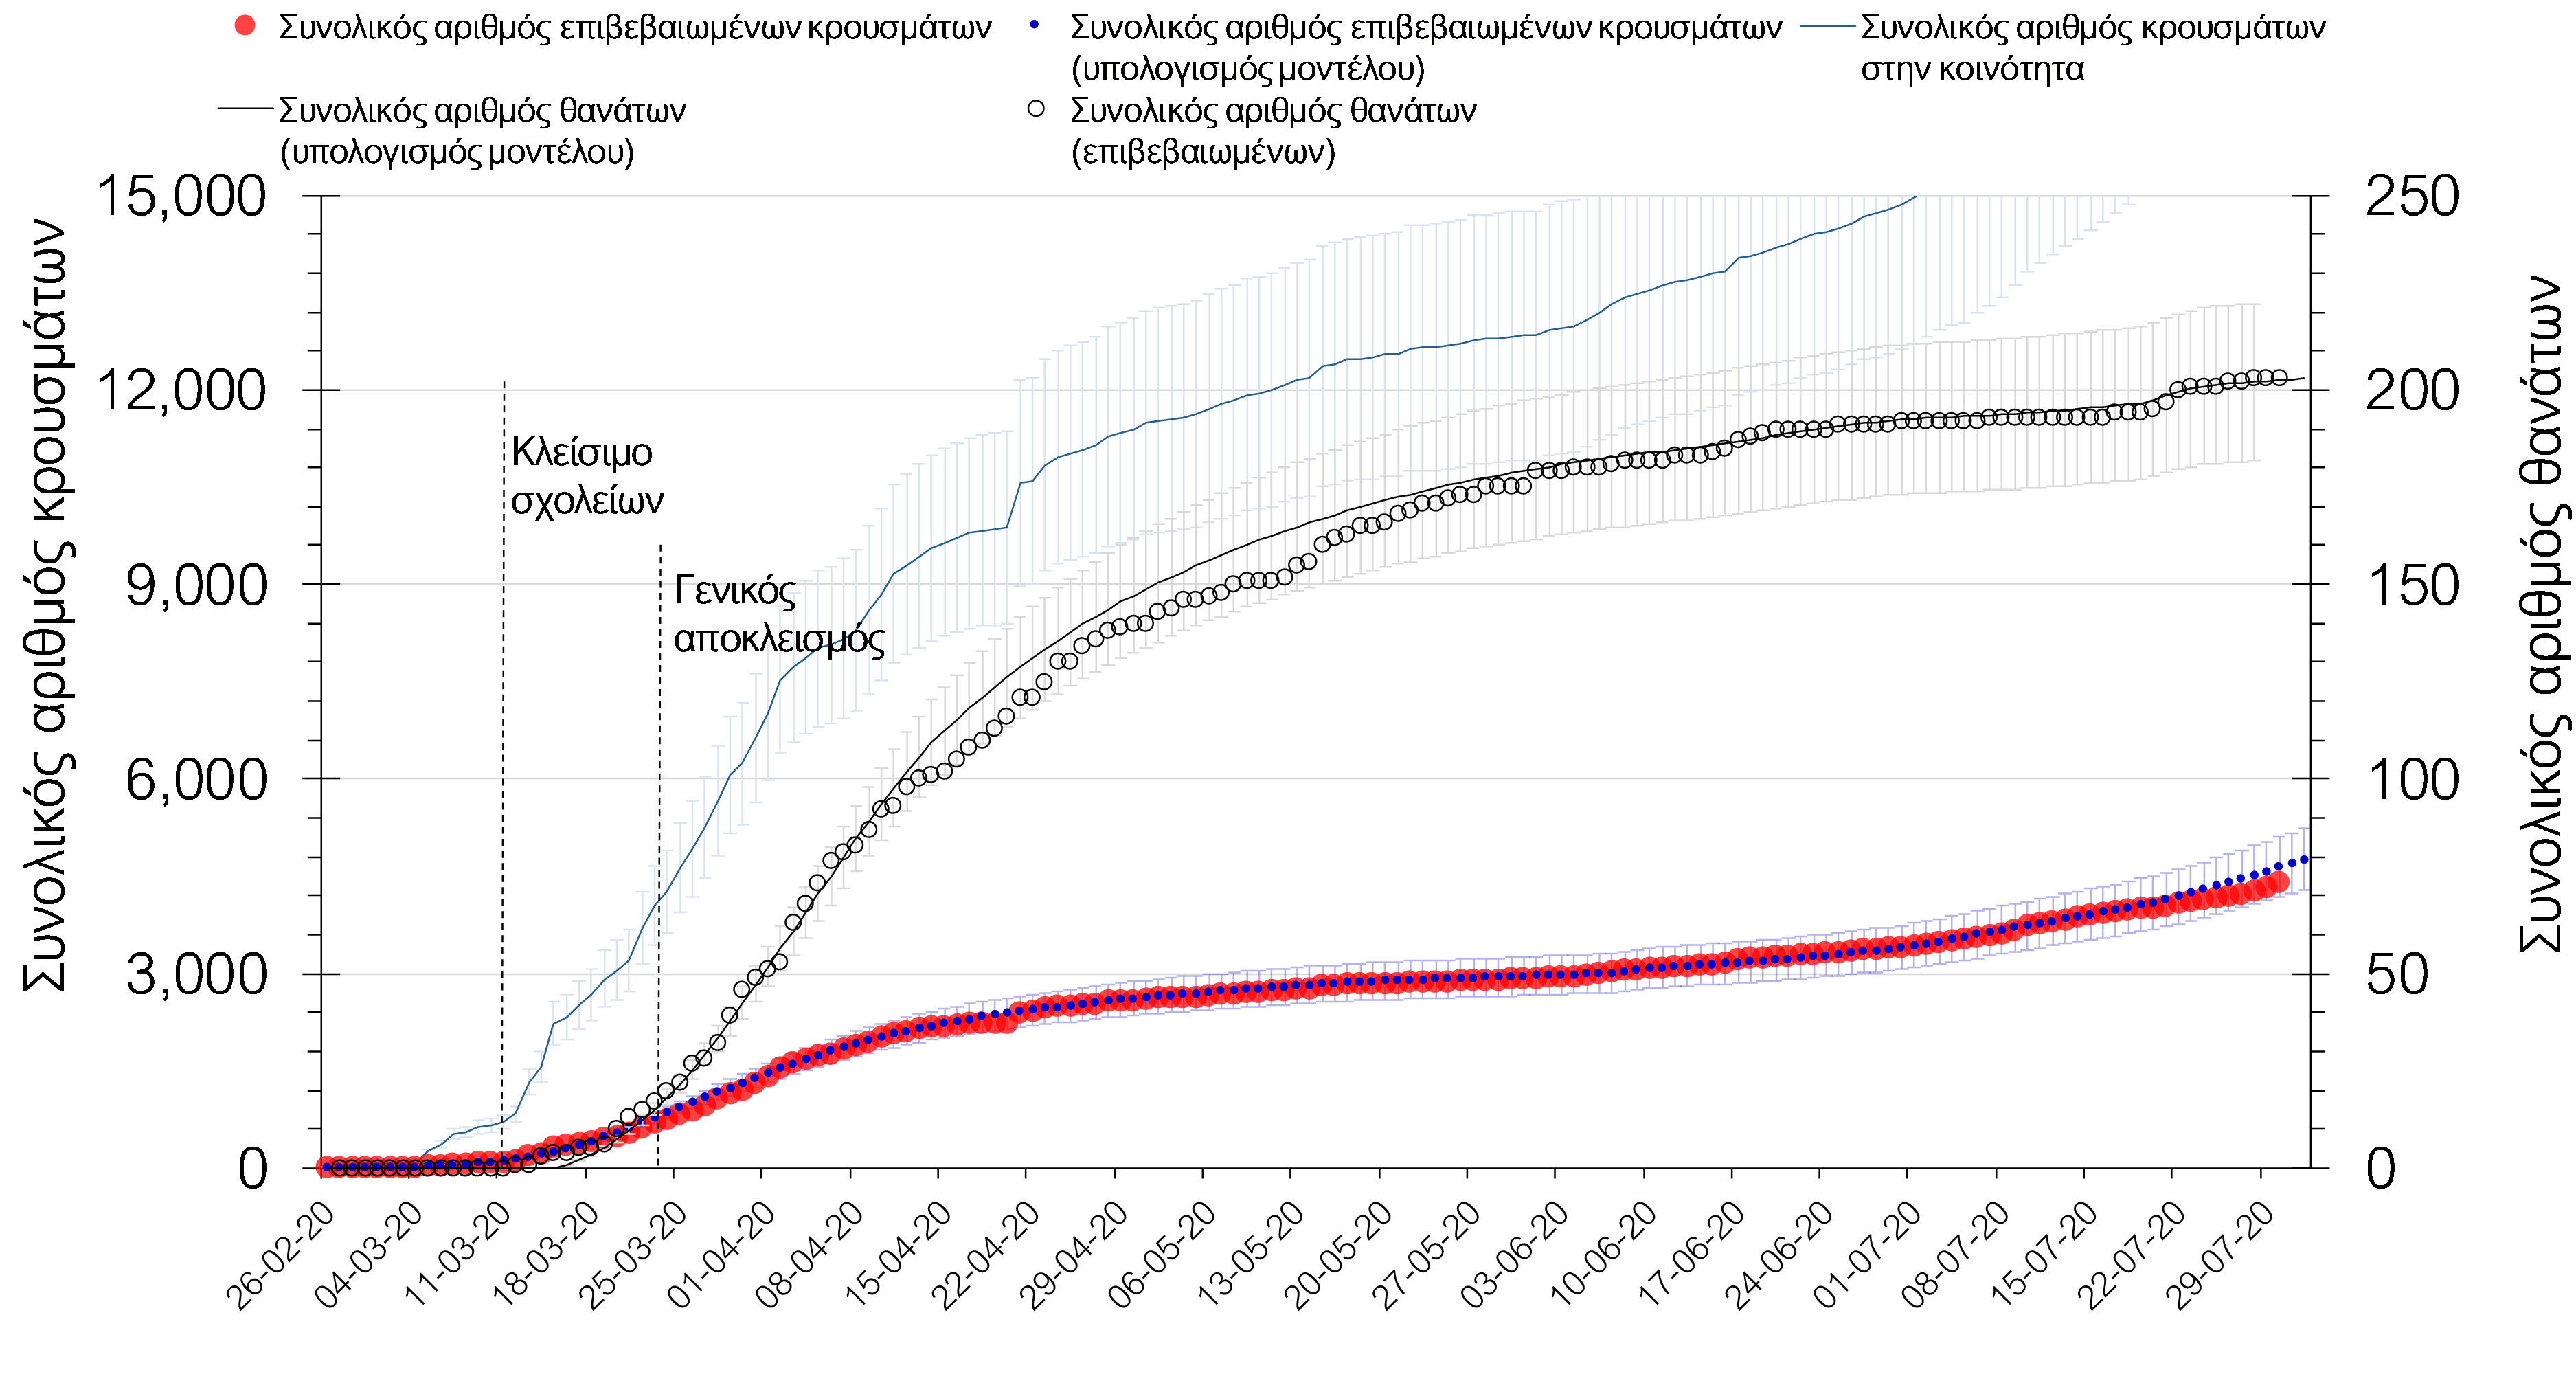 Συνολικός αριθμός επιβεβαιωμένων κρουσμάτων
Συνολικός αριθμός επιβεβαιωμένων κρουσμάτων
(υπολογισμός μοντέλου)
Συνολικός αριθμός κρουσμάτων
στην κοινότητα
Συνολικός αριθμός θανάτων
(υπολογισμός μοντέλου)
Συνολικός αριθμός θανάτων
(επιβεβαιωμένων)
Συνολικός αριθμός κρουσμάτων
15,000
12,000
9,000
6,000
3,000
0
Κλείσιμο
σχολείων
Γενικός
αποκλεισμός
250
200
150
100
50
0
Συνολικός αριθμός θανάτων
26-02-20
04-03-20
11-03-20
18-03-20
25-03-20
01-04-20
08-04-20
15-04-20
22-04-20
29-04-20
06-05-20
13-05-20
20-05-20
27-05-20
03-06-20
10-06-20
17-06-20
24-06-20
01-07-20
08-07-20
15-07-20
22-07-20
29-07-20